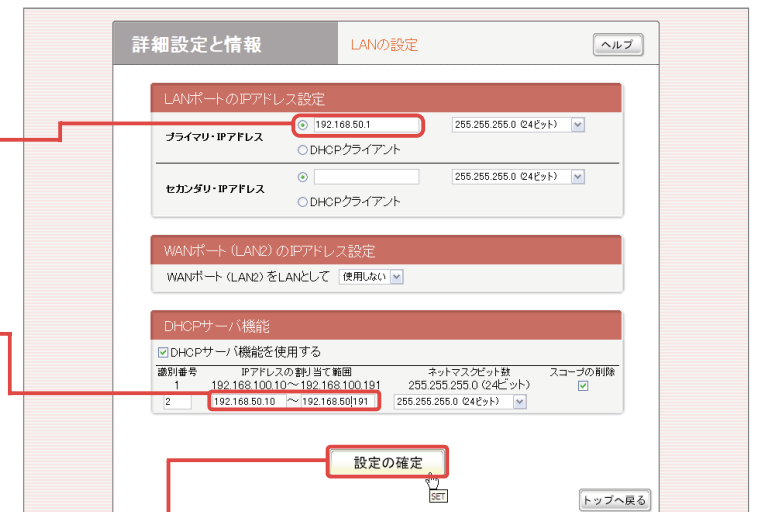 詳細設定と情報 LANの設定 ヘルプ
LANポートのIPアドレス設定
プライマリ・IPアドレス 192.168.50.1 255.255.255.0 (24ビット)
DHCPクライアント
セカンダリ・IPアドレス 255.255.255.0 (24ビット)
DHCPクライアント
WANポート (LAN2) のIPアドレス設定
WANポート (LAN2) をLANとして 使用しない
DHCPサーバ機能
DHCPサーバ機能を使用する
識別番号 IPアドレスの割り当て範囲 ネットマスクビット数 スコープの削除
1 192.168.100.10～192.168.100.191 255.255.255.0 (24ビット)
2 192.168.50.10 ～ 192.168.50.191 255.255.255.0 (24ビット)
設定の確定
SET
トップへ戻る